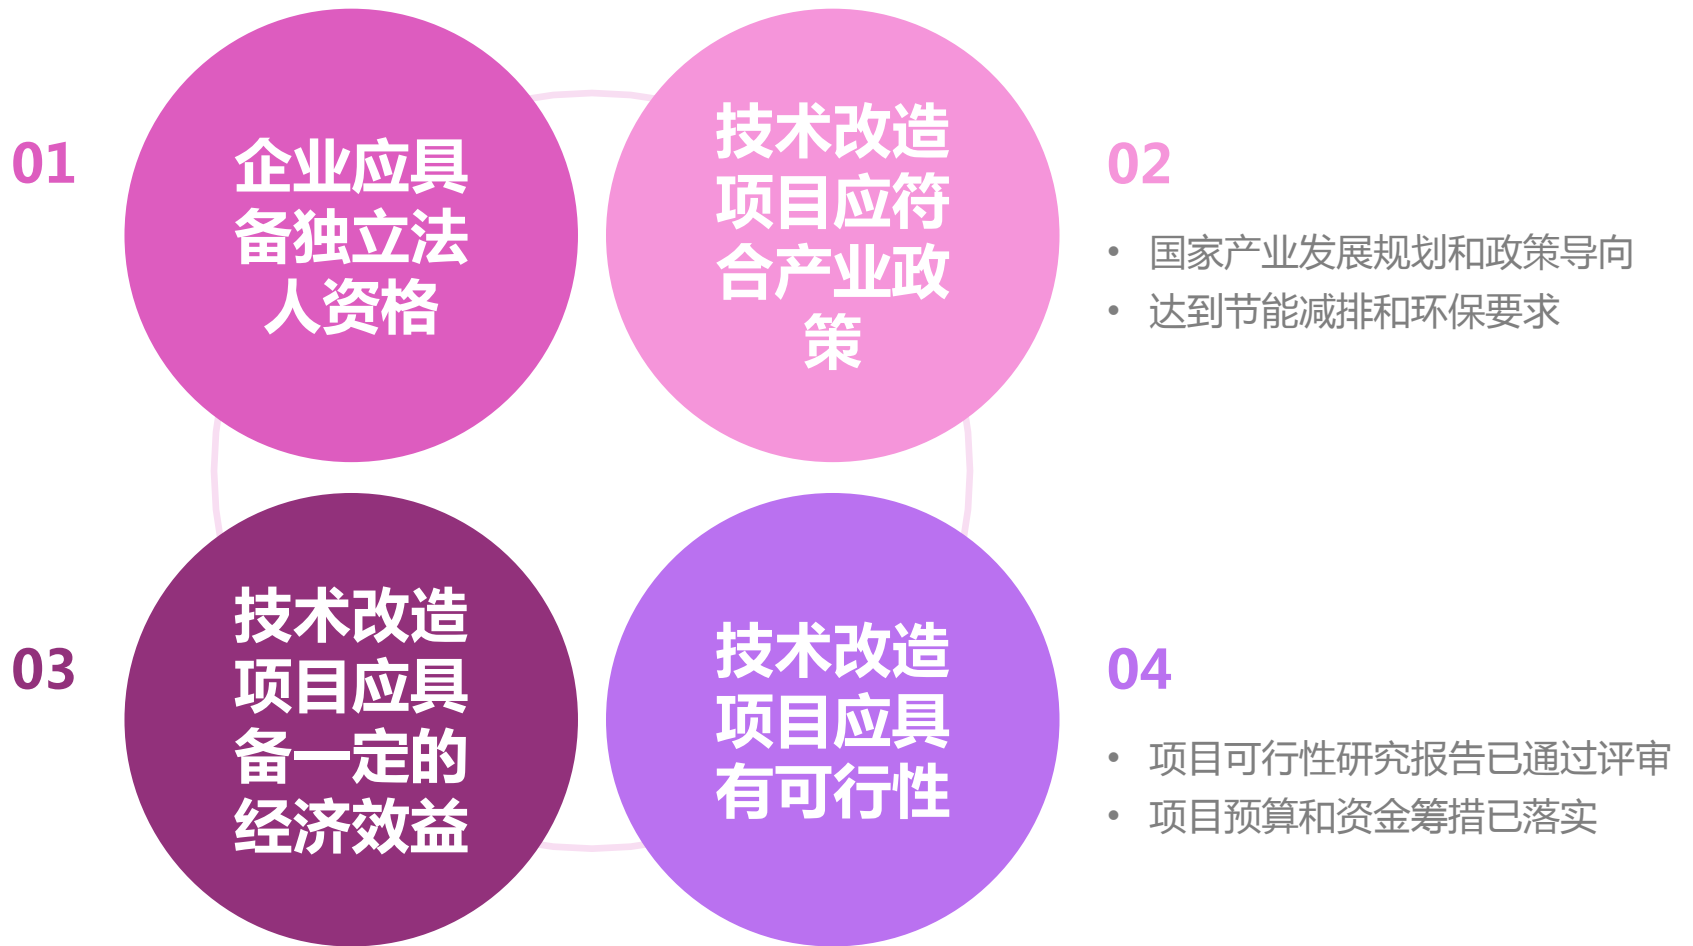 01
企业应具
备独立法
人资格
技术改造
项目应符
合产业政
策
02
• 国家产业发展规划和政策导向
• 达到节能减排和环保要求
03
技术改造
项目应具
备一定的
经济效益
技术改造
项目应具
有可行性
04
• 项目可行性研究报告已通过评审
• 项目预算和资金筹措已落实